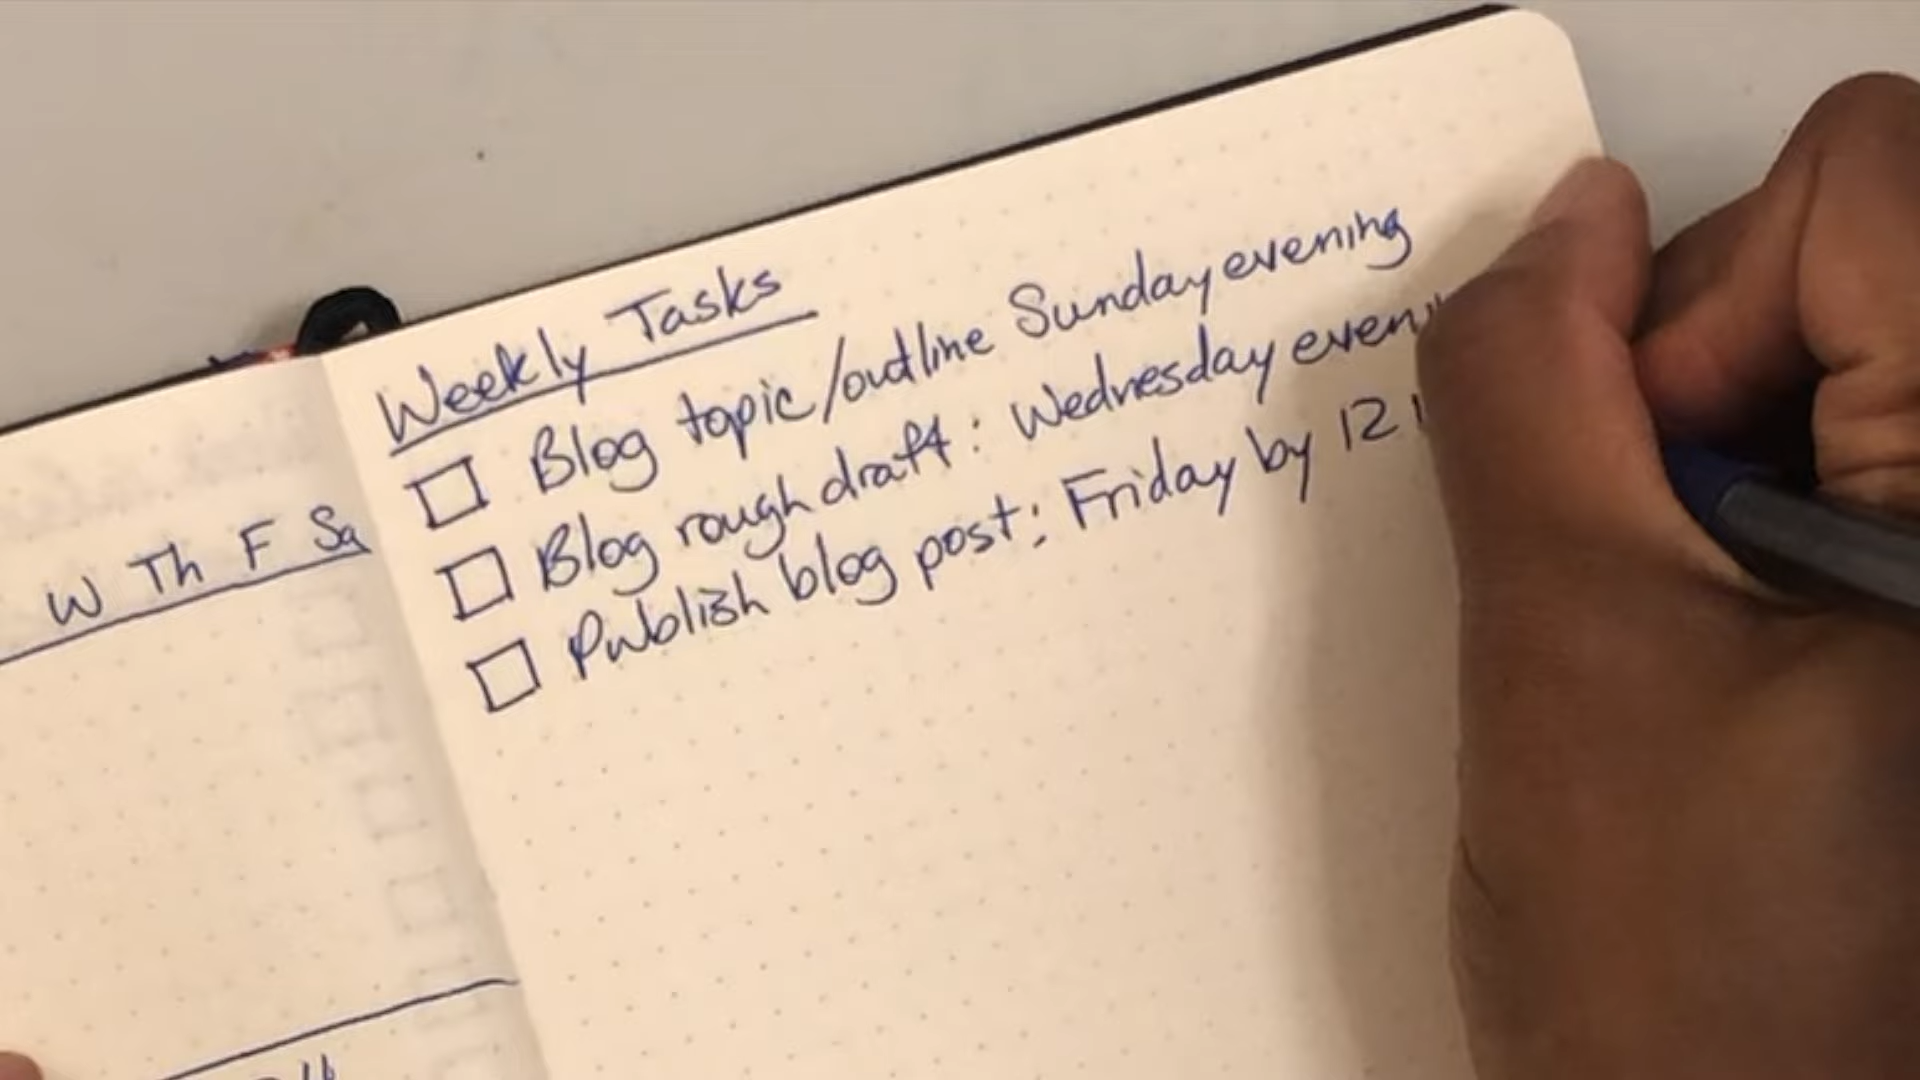 Weekly Tasks
Blog topic/outline Sunday evening
Blog rough draft: Wednesday
Publish blog post: Friday by 12
W Th F Sa